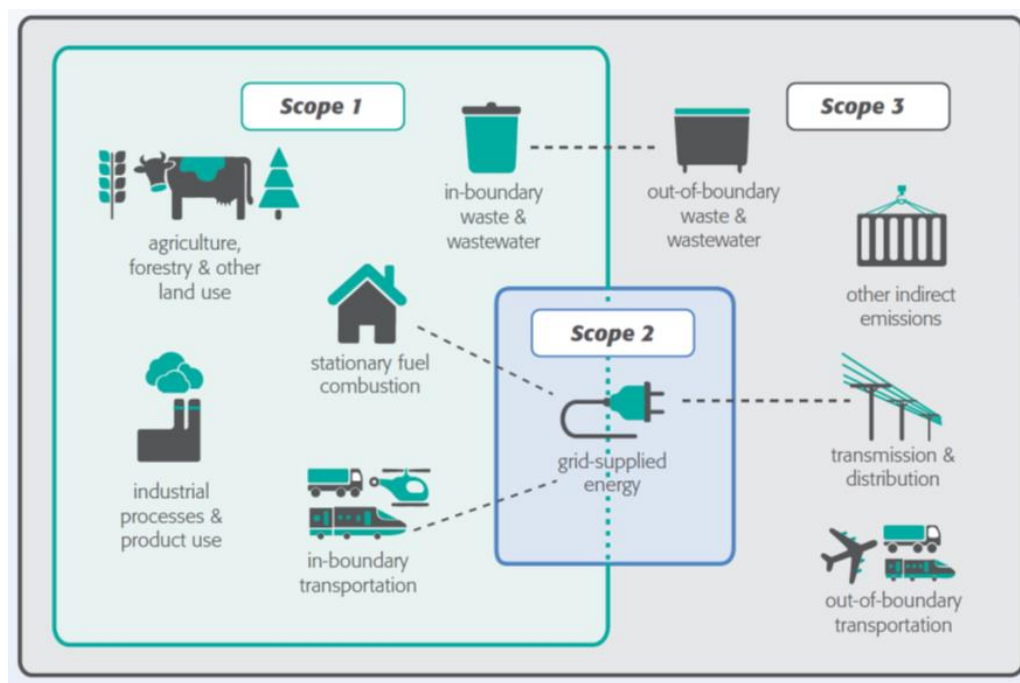 Scope 1
Scope 3
in-boundary
waste &
wastewater
out-of-boundary
waste &
wastewater
agriculture,
forestry & other
land use
other indirect
emissions
Scope 2
stationary fuel
combustion
grid-supplied
energy
transmission &
distribution
industrial
processes &
product use
in-boundary
transportation
out-of-boundary
transportation